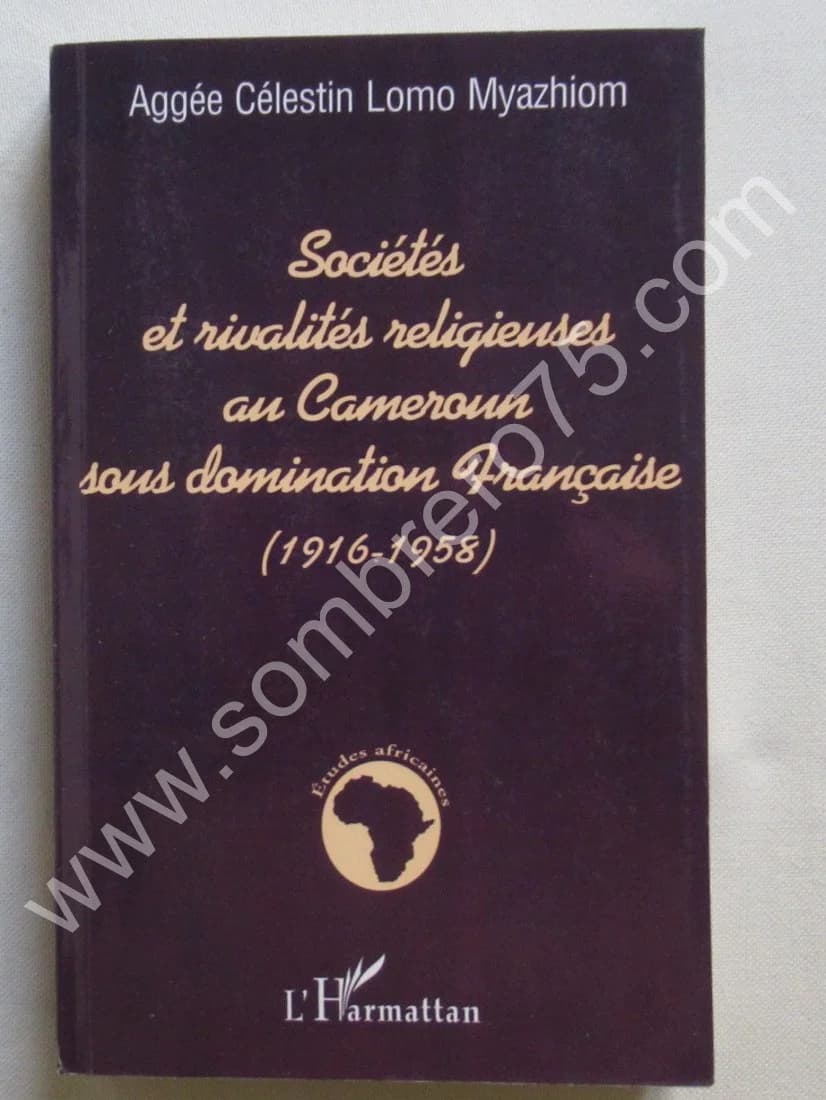 Aggée Célestin Lomo Myazhiom
Sociétés
et rivalités religieuses
au Cameroun
sous domination Française
(1916-1958)
Études africaines
L'Harmattan
www.sombrero75.com